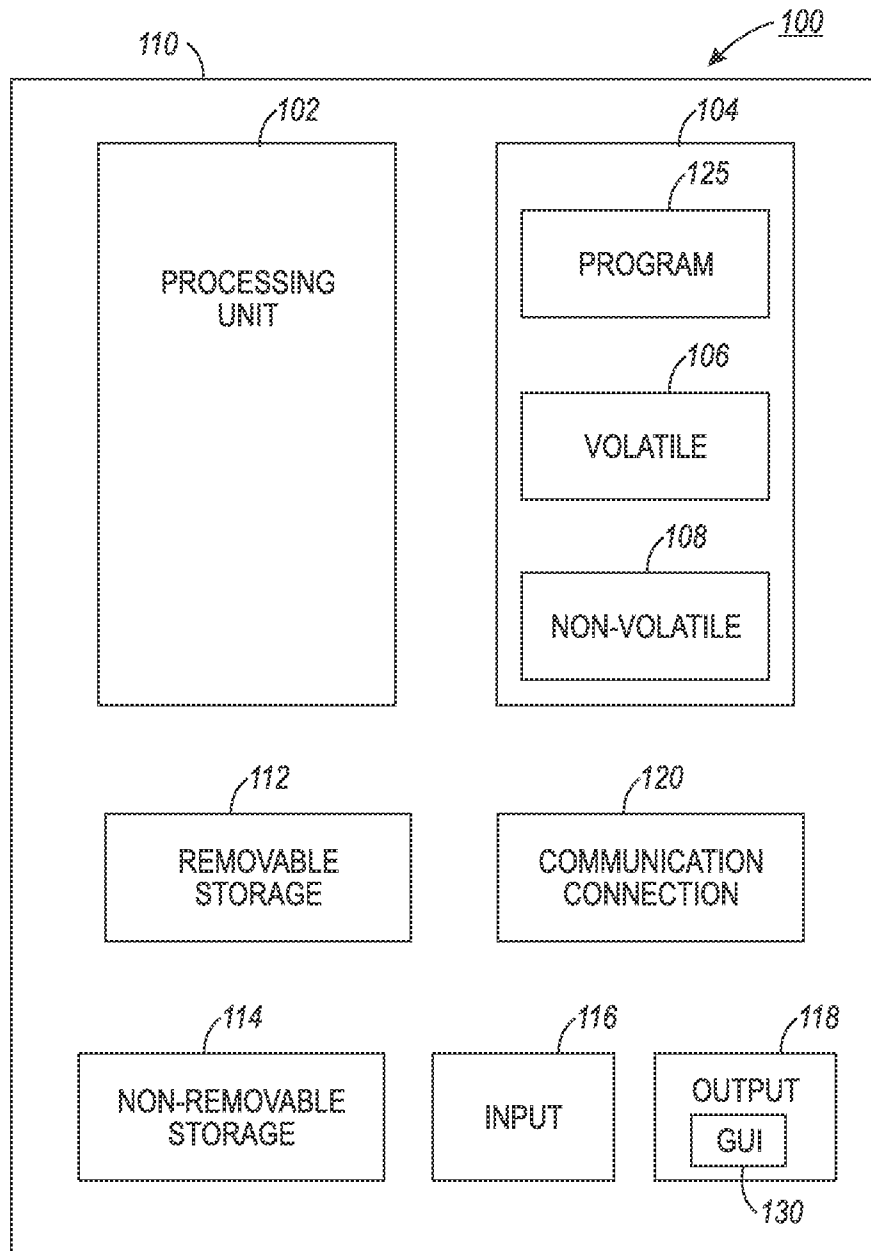 100
110
102
104
PROCESSING
UNIT
125
PROGRAM
106
VOLATILE
108
NON-VOLATILE
112
REMOVABLE
STORAGE
120
COMMUNICATION
CONNECTION
114
NON-REMOVABLE
STORAGE
116
INPUT
118
OUTPUT
GUI
130